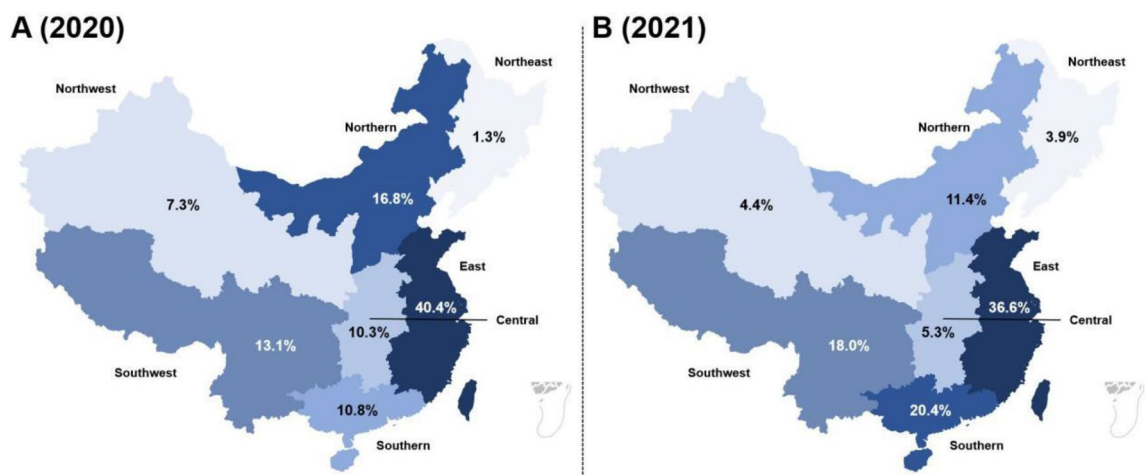 A (2020)
Northeast
Northwest
Northern
1.3%
7.3%
16.8%
East
40.4%
Central
10.3%
13.1%
Southwest
10.8%
Southern
B (2021)
Northeast
Northwest
Northern
3.9%
4.4%
11.4%
East
36.6%
Central
5.3%
18.0%
Southwest
20.4%
Southern